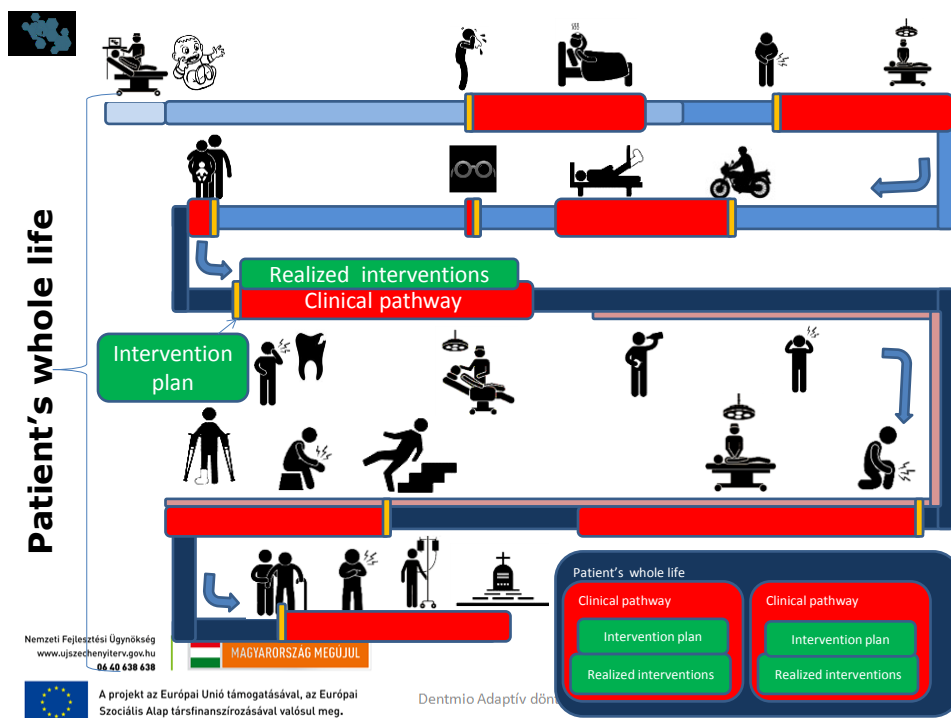 Patient's whole life
Realized interventions
Clinical pathway
Intervention
plan
Patient's whole life
Clinical pathway
Intervention plan
Realized interventions
Clinical pathway
Intervention plan
Realized interventions
Nemzeti Fejlesztési Ügynökség
www.ujszechenyiterv.gov.hu
06 40 638 638
MAGYARORSZÁG MEGÚJUL
A projekt az Európai Unió támogatásával, az Európai
Szociális Alap társfinanszírozásával valósul meg.
Dentmio Adaptív